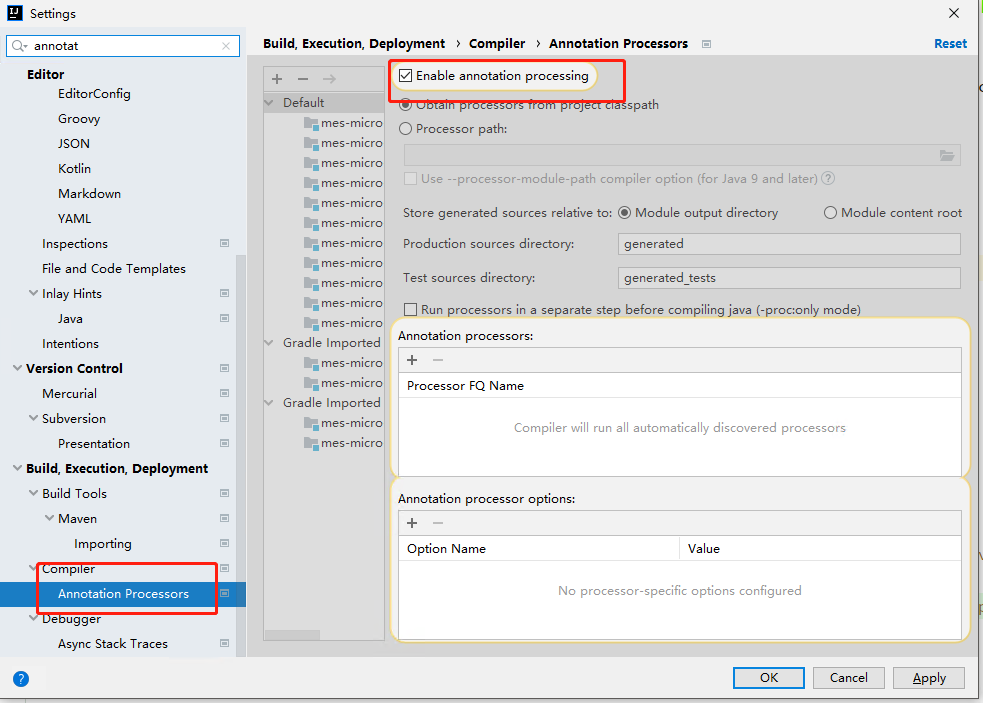 Settings
annotat
Build, Execution, Deployment › Compiler › Annotation Processors
Reset
Editor
EditorConfig
Groovy
JSON
Kotlin
Markdown
YAML
Inspections
File and Code Templates
Inlay Hints
Java
Intentions
Version Control
Mercurial
Subversion
Presentation
Build, Execution, Deployment
Build Tools
Maven
Importing
Compiler
Annotation Processors
Debugger
Async Stack Traces
Default
mes-micro
mes-micro
mes-micro
mes-micro
mes-micro
mes-micro
mes-micro
mes-micro
mes-micro
mes-micro
mes-micro
Gradle Imported
mes-micro
mes-micro
Gradle Imported
mes-micro
mes-micro
Enable annotation processing
Obtain processors from project classpath
Processor path:
Use --processor-module-path compiler option (for Java 9 and later) ?
Store generated sources relative to: Module output directory Module content root
Production sources directory: generated
Test sources directory: generated_tests
Run processors in a separate step before compiling java (-proc:only mode)
Annotation processors:
Processor FQ Name
Compiler will run all automatically discovered processors
Annotation processor options:
Option Name Value
No processor-specific options configured
? OK Cancel Apply